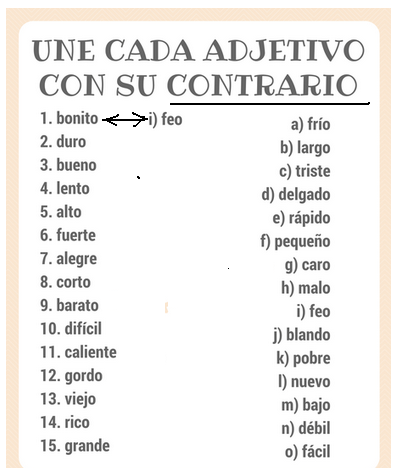 UNE CADA ADJETIVO
CON SU CONTRARIO
1. bonito i) feo
2. duro
3. bueno
4. lento
5. alto
6. fuerte
7. alegre
8. corto
9. barato
10. difícil
11. caliente
12. gordo
13. viejo
14. rico
15. grande
a) frío
b) largo
c) triste
d) delgado
e) rápido
f) pequeño
g) caro
h) malo
i) feo
j) blando
k) pobre
l) nuevo
m) bajo
n) débil
o) fácil